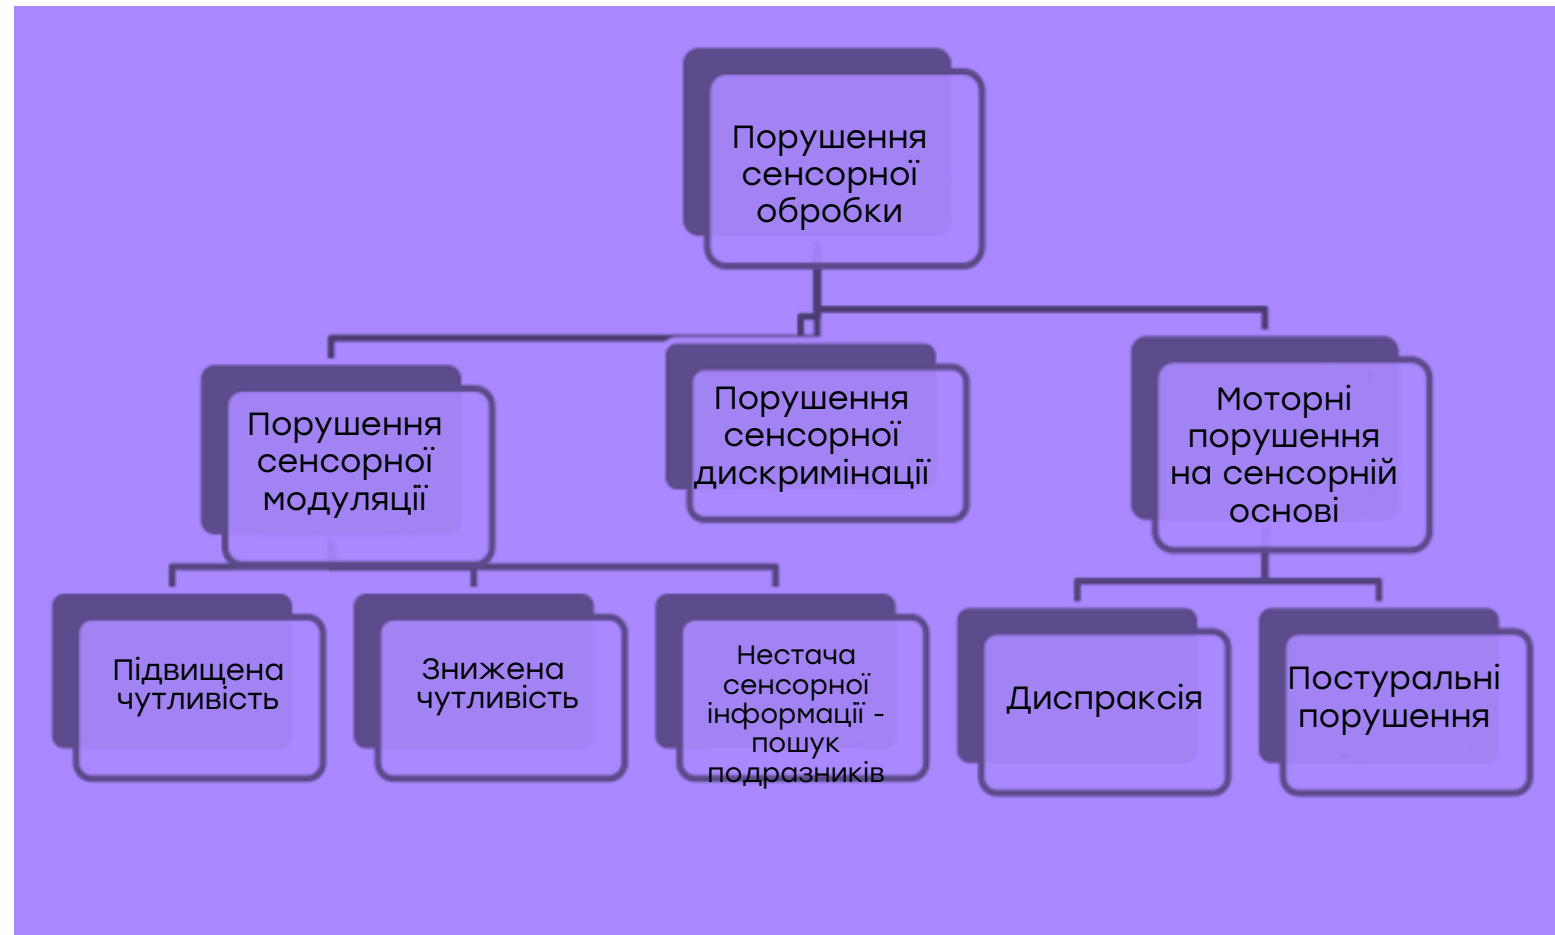 Порушення
сенсорної
обробки
Порушення
сенсорної
модуляції
Порушення
сенсорної
дискримінації
Моторні
порушення
на сенсорній
основі
Підвищена
чутливість
Знижена
чутливість
Нестача
сенсорної
інформації -
пошук
подразників
Диспраксія
Постуральні
порушення